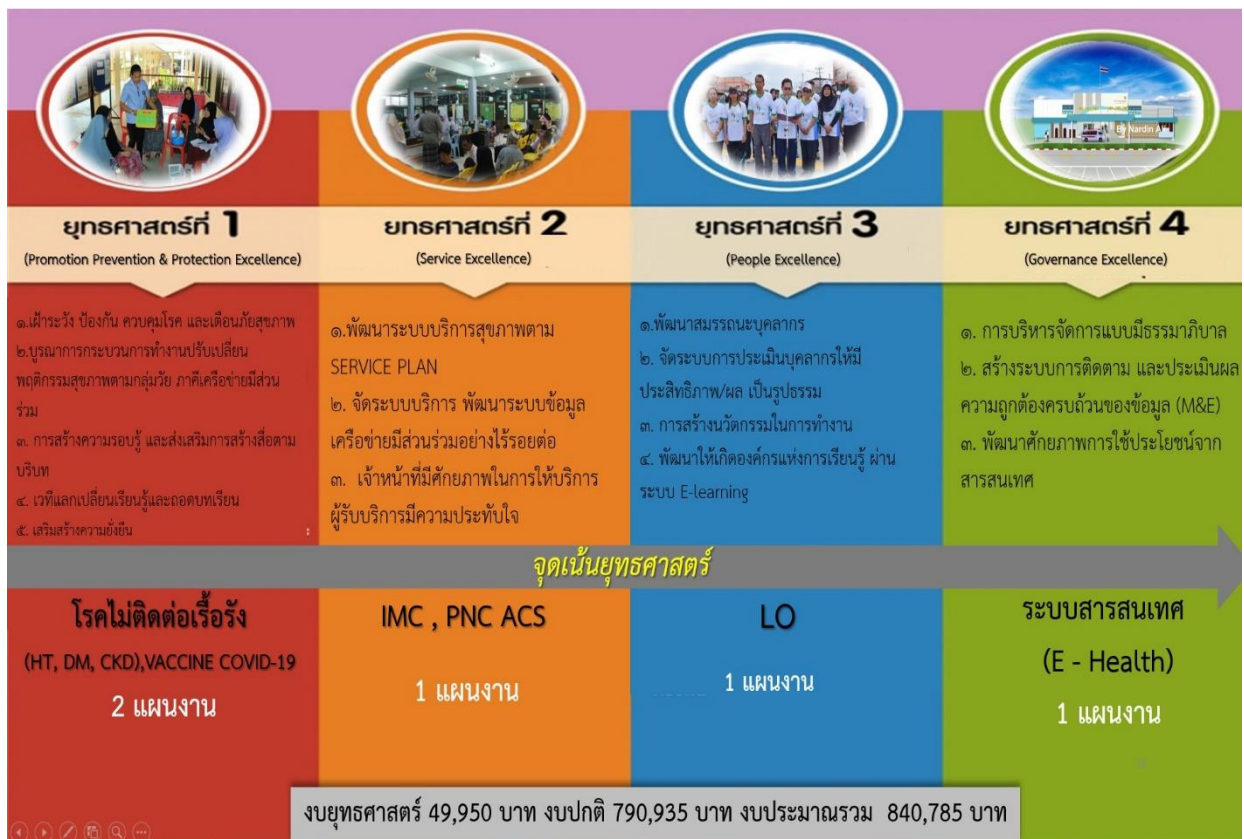 By Nardin A
ยุทธศาสตร์ที่ 1
(Promotion Prevention & Protection Excellence)
๑.เฝ้าระวัง ป้องกัน ควบคุมโรค และเตือนภัยสุขภาพ
๒.บูรณาการกระบวนการทำงานปรับเปลี่ยน
พฤติกรรมสุขภาพตามกลุ่มวัย ภาคีเครือข่ายมีส่วน
ร่วม
๓. การสร้างความรอบรู้ และส่งเสริมการสร้างสื่อตาม
บริบท
๔. เวทีแลกเปลี่ยนเรียนรู้และถอดบทเรียน
๕. เสริมสร้างความยั่งยืน
ยทธศาสตร์ที่ 2
(Service Excellence)
๑.พัฒนาระบบบริการสุขภาพตาม
SERVICE PLAN
๒. จัดระบบบริการ พัฒนาระบบข้อมูล
เครือข่ายมีส่วนร่วมอย่างไร้รอยต่อ
๓. เจ้าหน้าที่มีศักยภาพในการให้บริการ
ผู้รับบริการมีความประทับใจ
ยุทธศาสตร์ที่ 3
(People Excellence)
๑.พัฒนาสมรรถนะบุคลากร
๒. จัดระบบการประเมินบุคลากรให้มี
ประสิทธิภาพ/ผล เป็นรูปธรรม
๓. การสร้างนวัตกรรมในการทำงาน
๔. พัฒนาให้เกิดองค์กรแห่งการเรียนรู้ ผ่าน
ระบบ E-learning
ยทธศาสตร์ที่ 4
(Governance Excellence)
๑. การบริหารจัดการแบบมีธรรมาภิบาล
๒. สร้างระบบการติดตาม และประเมินผล
ความถูกต้องครบถ้วนของข้อมูล (M&E)
๓. พัฒนาศักยภาพการใช้ประโยชน์จาก
สารสนเทศ
จุดเน้นยุทธศาสตร์
โรคไม่ติดต่อเรื้อรัง
(HT, DM, CKD),VACCINE COVID-19
2 แผนงาน
IMC , PNC ACS
1 แผนงาน
LO
1 แผนงาน
ระบบสารสนเทศ
(E - Health)
1 แผนงาน
งบยุทธศาสตร์ 49,950 บาท งบปกติ 790,935 บาท งบประมาณรวม 840,785 บาท